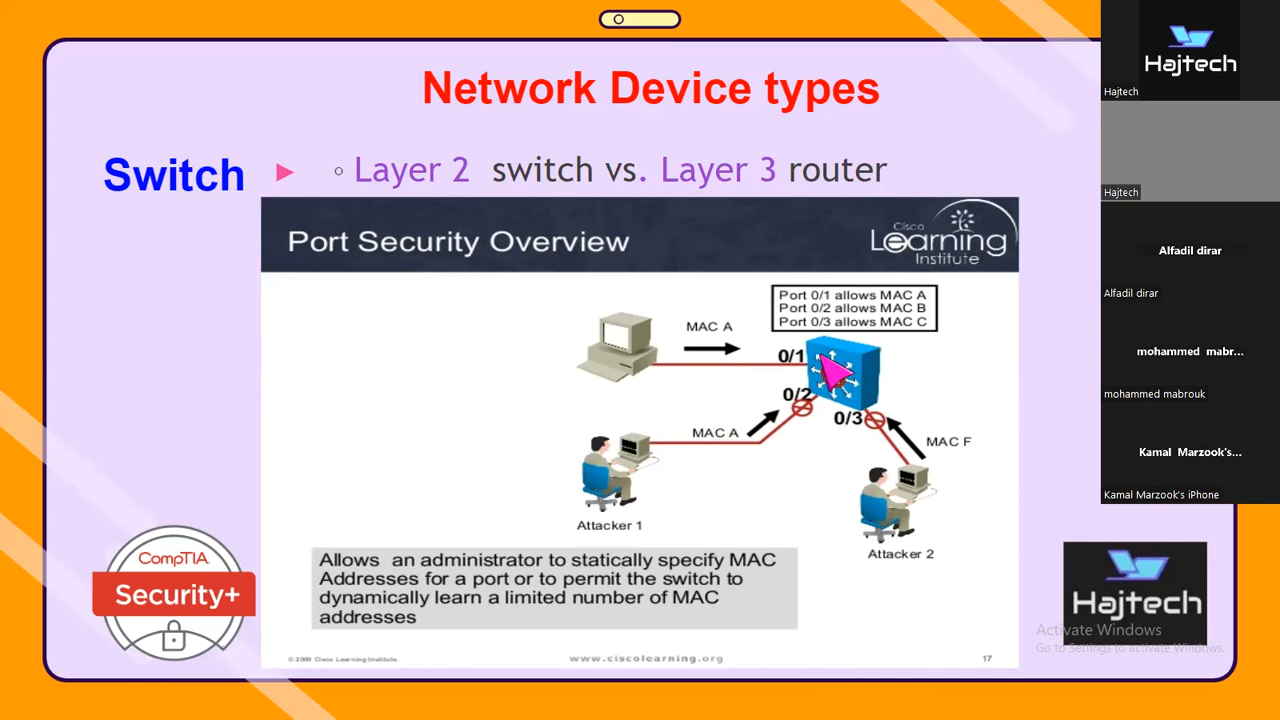 Network Device types
Switch ► ◦ Layer 2 switch vs. Layer 3 router
Port Security Overview
Cisco
Learning
Institute
Port 0/1 allows MAC A
Port 0/2 allows MAC B
Port 0/3 allows MAC C
MAC A
0/1
0/2
0/3
MAC A
MAC F
Attacker 1
Attacker 2
Allows an administrator to statically specify MAC
Addresses for a port or to permit the switch to
dynamically learn a limited number of MAC
addresses
www.ciscolearning.org
17
CompTIA
Security+
Hajtech
Activate Windows
Go to Settings to activate Windows.
Hajtech
Hajtech
Hajtech
Alfadil dirar
Alfadil dirar
mohammed mabr...
mohammed mabrouk
Kamal Marzook's...
Kamal Marzook's iPhone